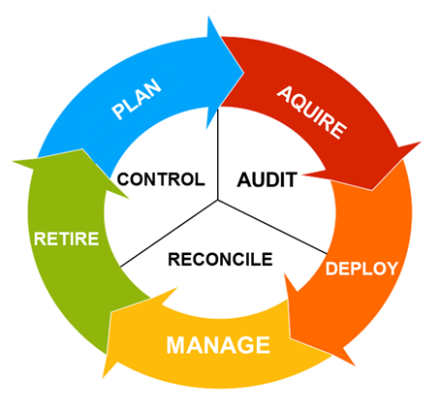 PLAN
AQUIRE
CONTROL
AUDIT
RETIRE
RECONCILE
DEPLOY
MANAGE